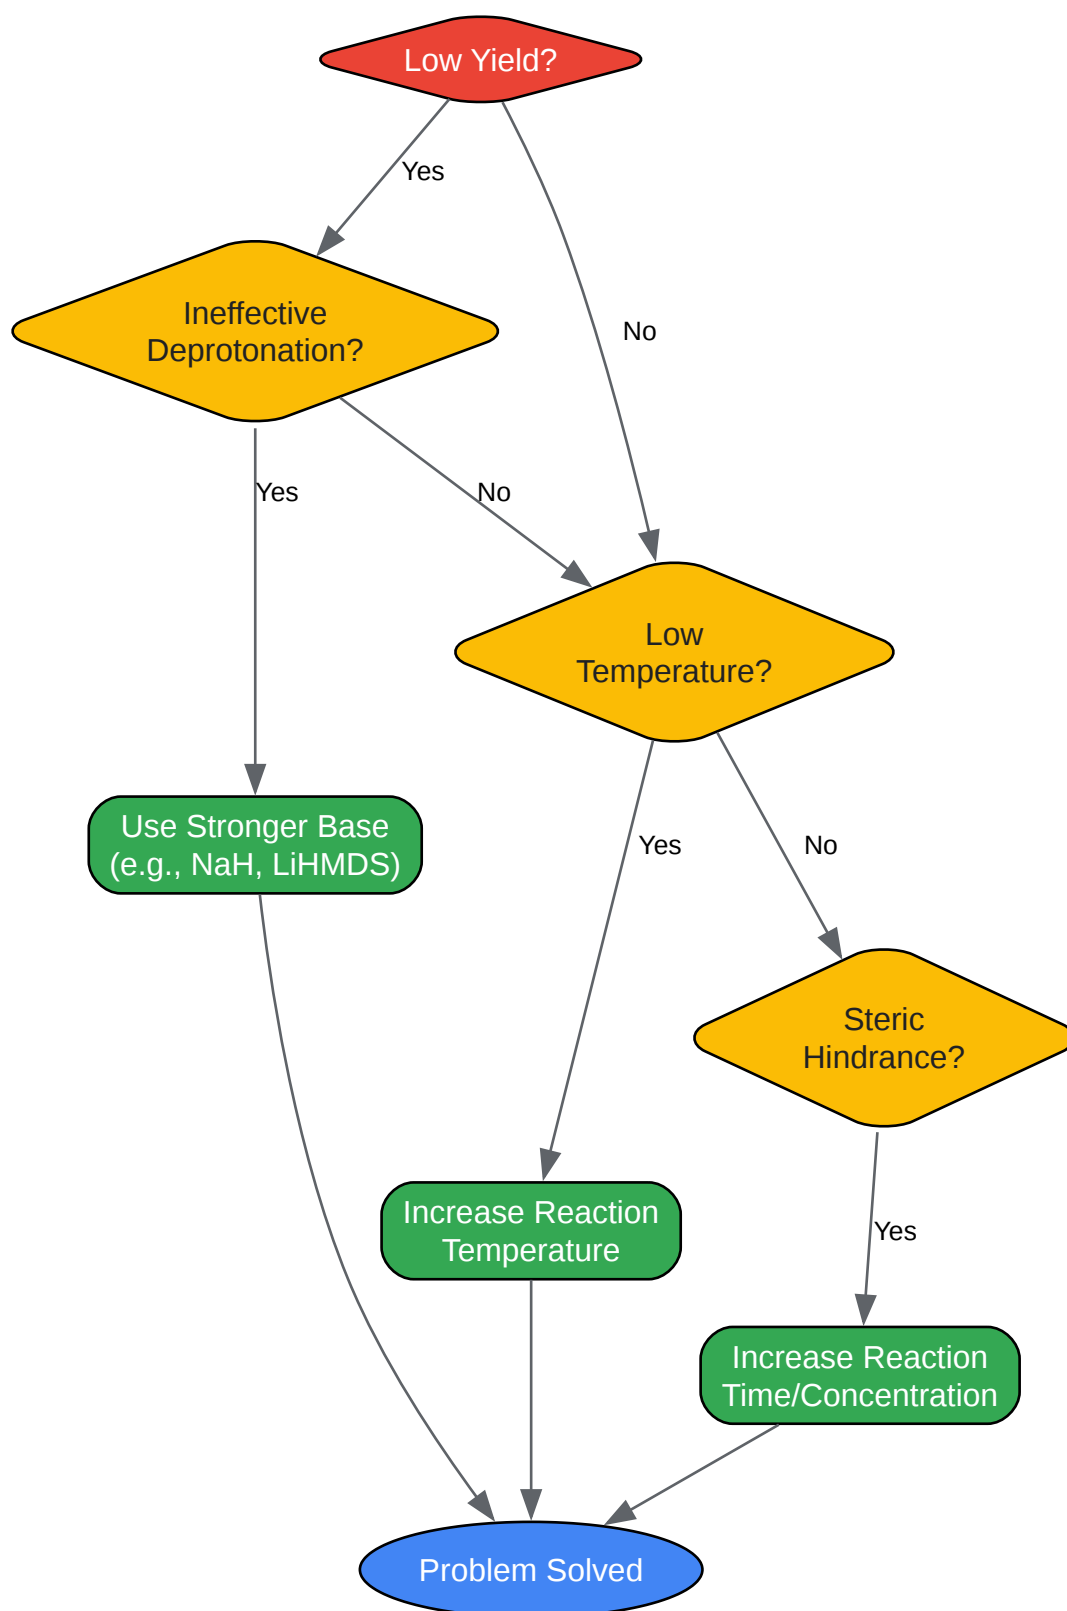 Low Yield?
Yes
No
Ineffective
Deprotonation?
Yes
No
Low
Temperature?
Use Stronger Base
(e.g., NaH, LiHMDS)
Yes
No
Steric
Hindrance?
Increase Reaction
Temperature
Yes
Increase Reaction
Time/Concentration
Problem Solved